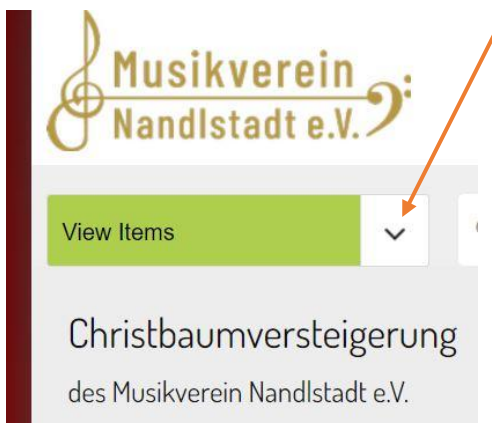 Musikverein
Nandlstadt e.V.
View Items
Christbaumversteigerung
des Musikverein Nandlstadt e.V.